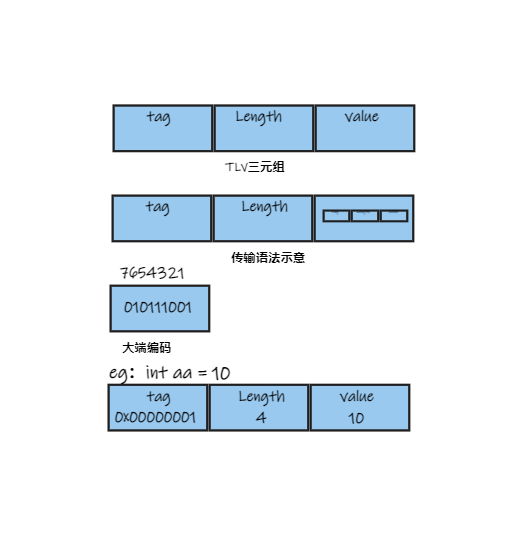 tag Length value
TLV三元组
tag Length
传输语法示意
7654321
010111001
大端编码
eg：int aa = 10
tag Length value
0x00000001 4 10